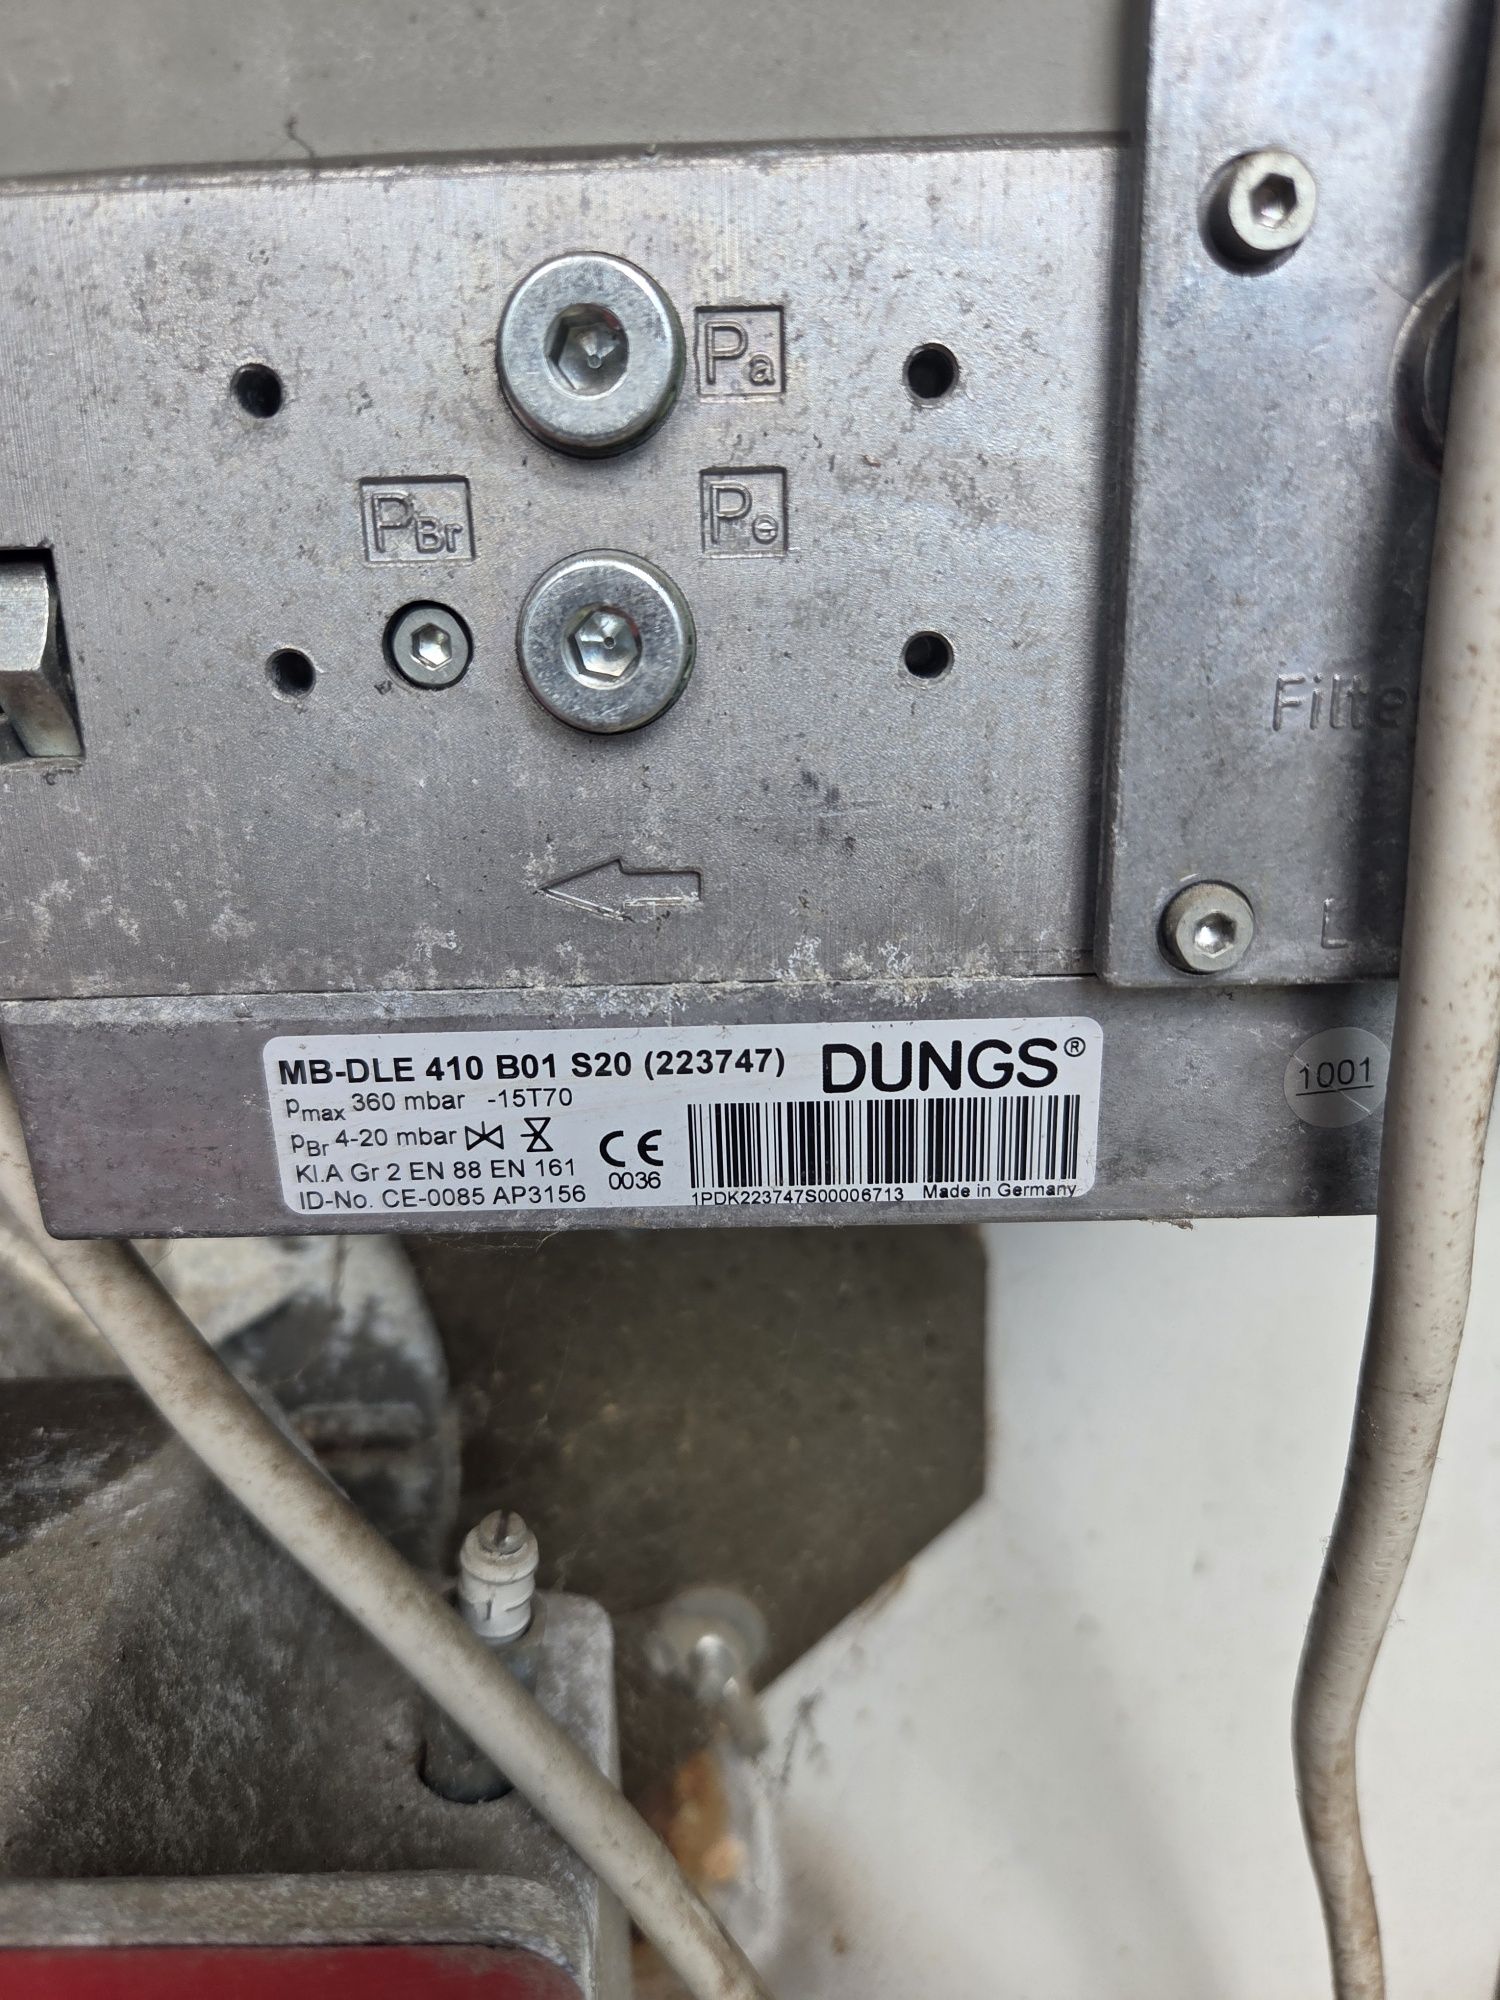 Pa
PBr
Pe
Filte
L
MB-DLE 410 B01 S20 (223747) DUNGS®
pmax 360 mbar -15T70
pBr 4-20 mbar
Kl.A Gr 2 EN 88 EN 161
CE
0036
ID-No. CE-0085 AP3156
1PDK223747S00006713 Made in Germany
1001